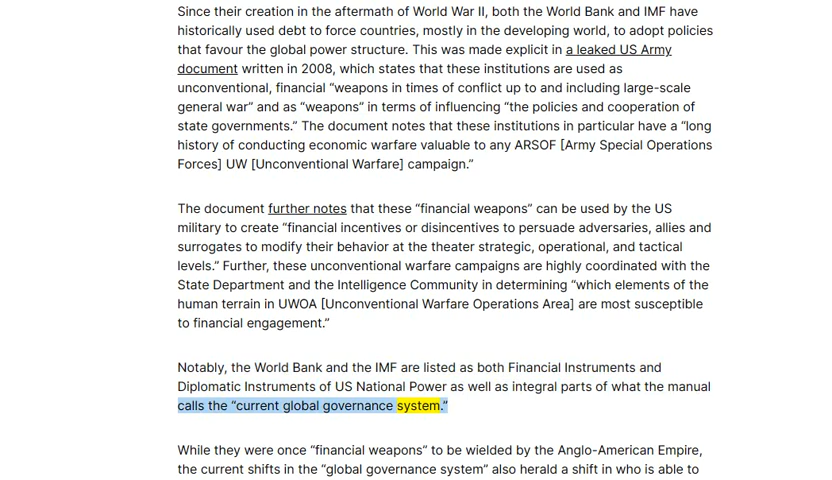 Since their creation in the aftermath of World War II, both the World Bank and IMF have
historically used debt to force countries, mostly in the developing world, to adopt policies
that favour the global power structure. This was made explicit in a leaked US Army
document written in 2008, which states that these institutions are used as
unconventional, financial “weapons in times of conflict up to and including large-scale
general war” and as “weapons” in terms of influencing “the policies and cooperation of
state governments.” The document notes that these institutions in particular have a “long
history of conducting economic warfare valuable to any ARSOF [Army Special Operations
Forces] UW [Unconventional Warfare] campaign.”
The document further notes that these “financial weapons” can be used by the US
military to create “financial incentives or disincentives to persuade adversaries, allies and
surrogates to modify their behavior at the theater strategic, operational, and tactical
levels.” Further, these unconventional warfare campaigns are highly coordinated with the
State Department and the Intelligence Community in determining “which elements of the
human terrain in UWOA [Unconventional Warfare Operations Area] are most susceptible
to financial engagement.”
Notably, the World Bank and the IMF are listed as both Financial Instruments and
Diplomatic Instruments of US National Power as well as integral parts of what the manual
calls the “current global governance system.”
While they were once “financial weapons” to be wielded by the Anglo-American Empire,
the current shifts in the “global governance system” also herald a shift in who is able to